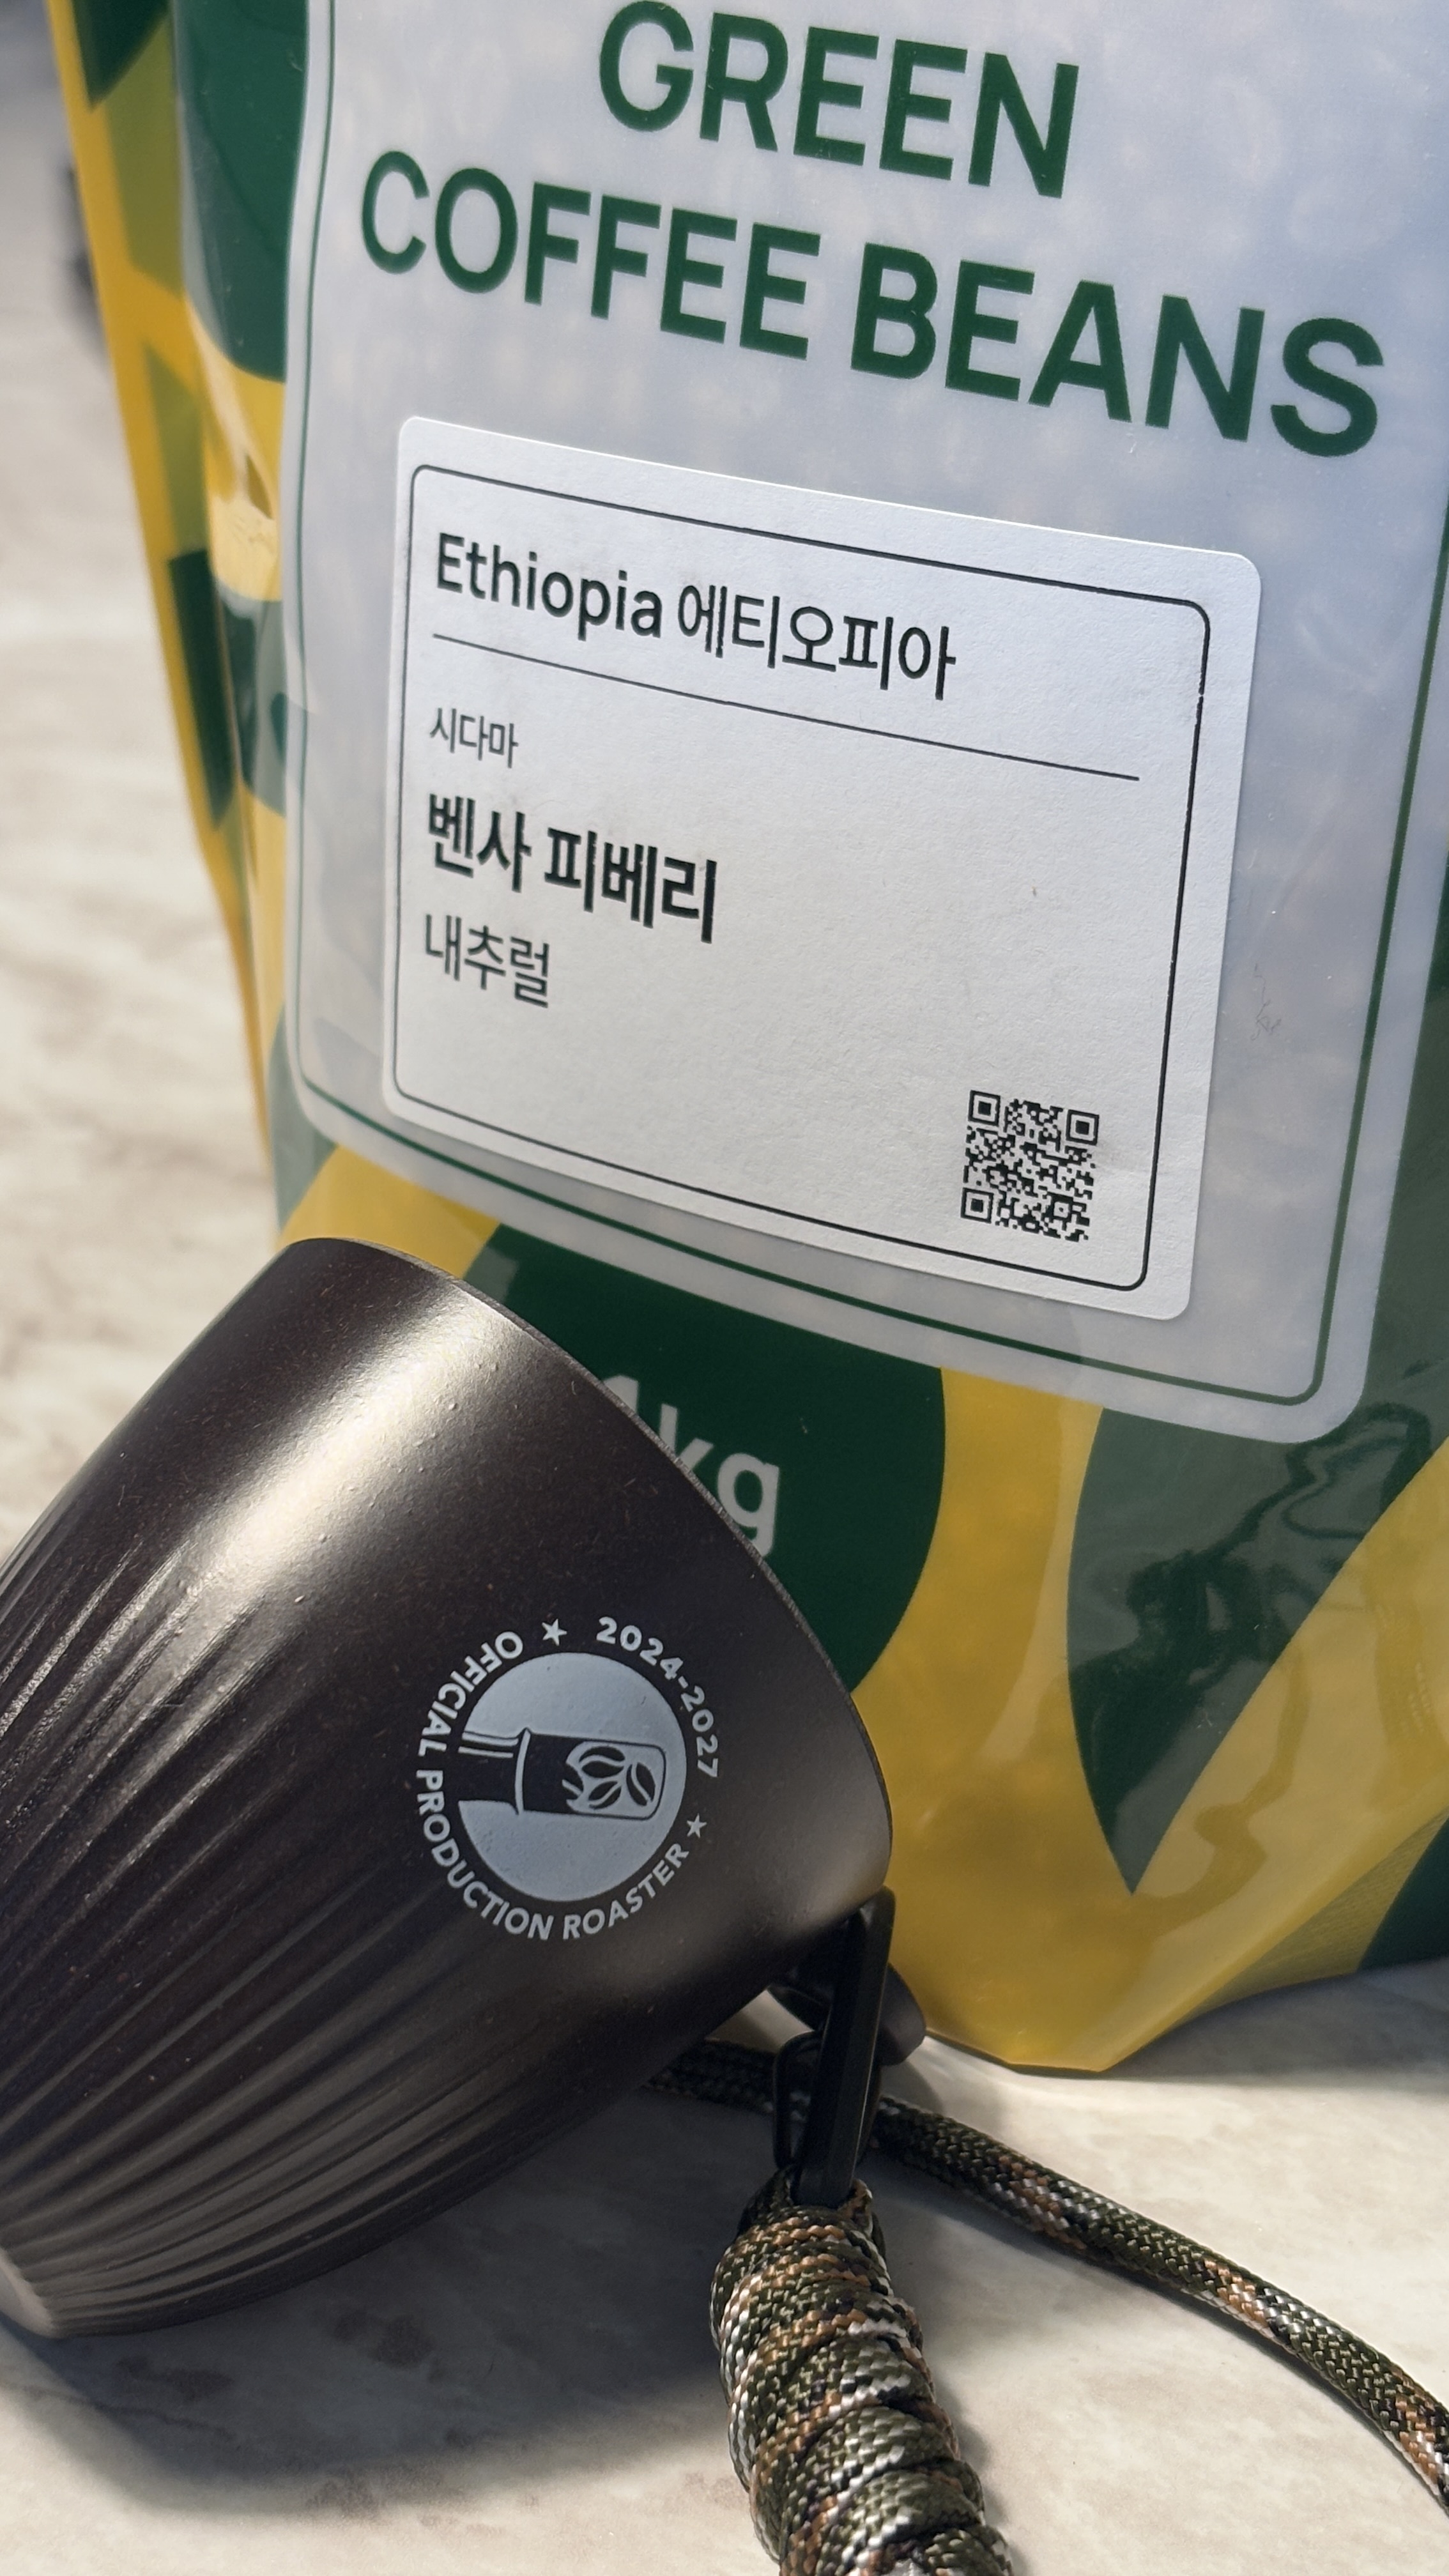 GREEN
COFFEE BEANS
Ethiopia 에티오피아
시다마
벤사 피베리
내추럴
1kg
OFFICIAL ★ 2024-2027 ★
PRODUCTION ROASTER